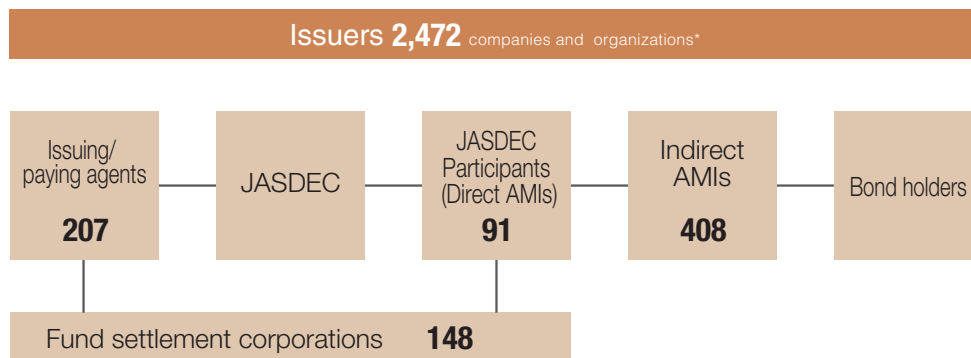 Issuers 2,472 companies and organizations*
Issuing/
paying agents
207
JASDEC
JASDEC
Participants
(Direct AMIs)
91
Indirect
AMIs
408
Bond holders
Fund settlement corporations 148